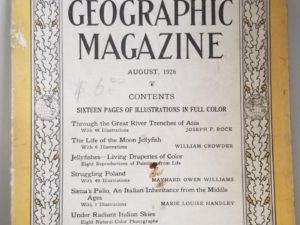 GEOGRAPHIC
MAGAZINE
AUGUST, 1926
$6.00
CONTENTS
SIXTEEN PAGES OF ILLUSTRATIONS IN FULL COLOR
Through the Great River Trenches of Asia
With 46 Illustrations JOSEPH F. ROCK
The Life of the Moon Jellyfish
With 6 Illustrations WILLIAM CROWDER
Jellyfishes—Living Draperies of Color
Eight Reproductions of Paintings from Life
Struggling Poland
With 49 Illustrations MAYNARD OWEN WILLIAMS
Siena's Palio, An Italian Inheritance from the Middle
Ages
With Illustrations MARIE LOUISE HANDLEY
Under Radiant Italian Skies
Eight Natural Color Photographs